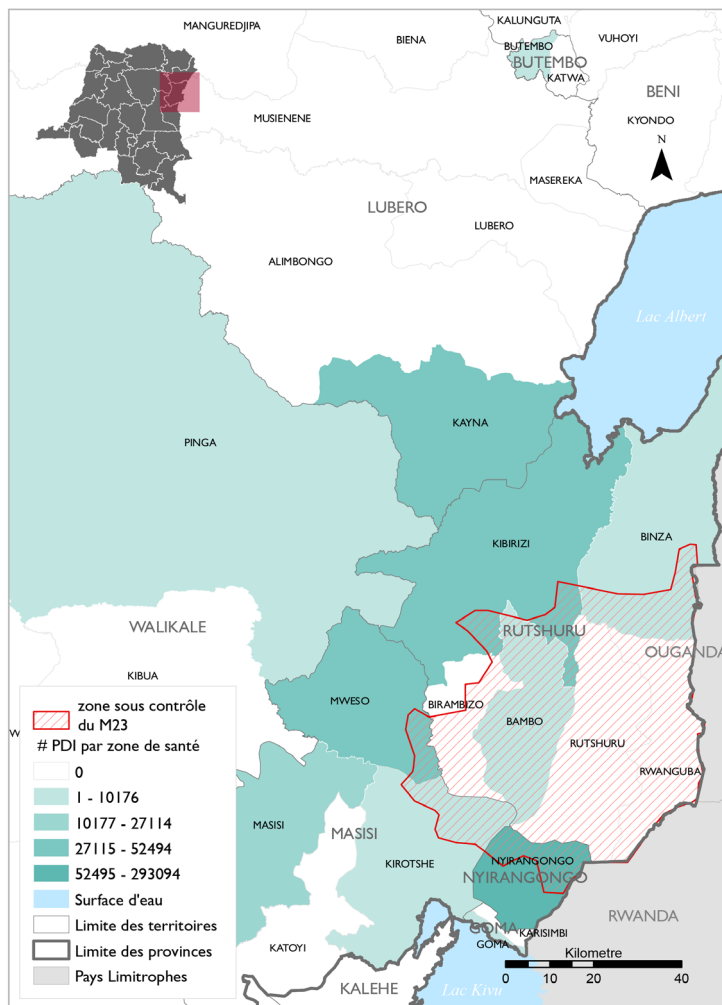 MANGUREDJIPA
KALUNGUTA
BIENA
BUTEMBO
VUHOYI
BUTEMBO
KATWA
BENI
MUSIENENE
KYONDO
N
MASEREKA
LUBERO
LUBERO
ALIMBONGO
Lac Albert
KAYNA
PINGA
KIBIRIZI
BINZA
WALIKALE
RUTSHURU
OUGANDA
KIBUA
MWESO
BIRAMBIZO
BAMBO
RUTSHURU
RWANGUBA
W
MASISI
MASISI
KIROTSHE
NYIRANGONGO
NYIRANGONGO
GOMA
KARISIMBI
GOMA
RWANDA
KATOYI
KALEHE
Lac Kivu
zone sous contrôle
du M23
# PDI par zone de santé
0
1 - 10176
10177 - 27114
27115 - 52494
52495 - 293094
Surface d'eau
Limite des territoires
Limite des provinces
Pays Limitrophes
Kilometre
0 10 20 40